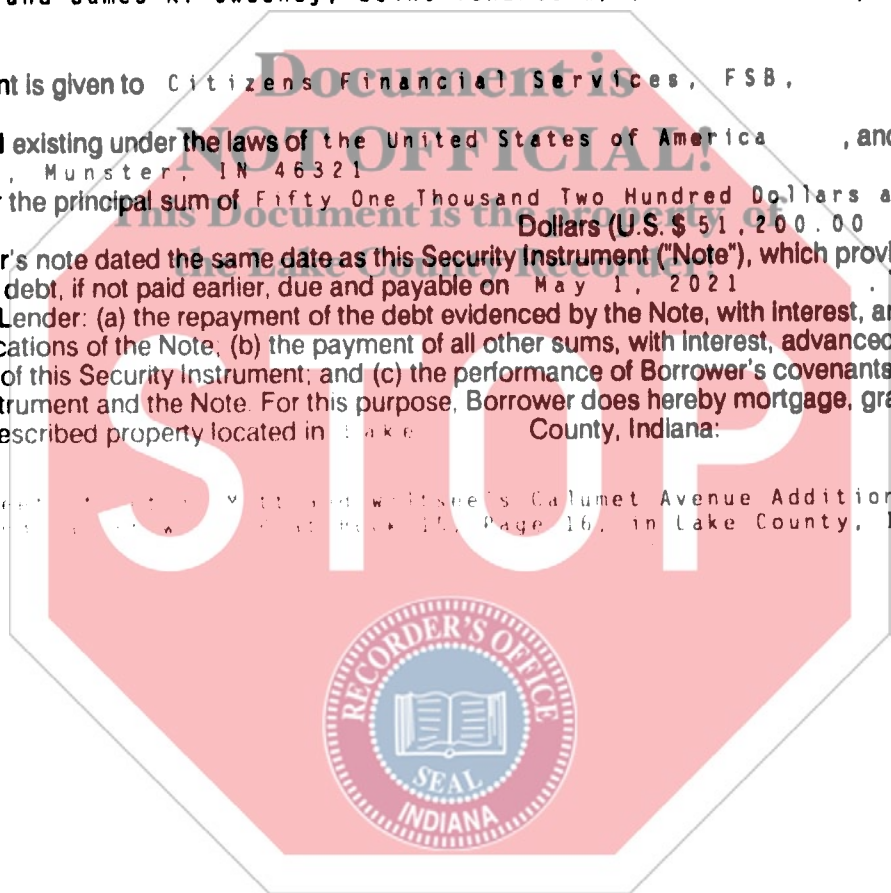 and James R. Sweeney,
Document is
nt is given to Citizens Financial Services, FSB,
NOT OFFICIAL!
existing under the laws of the United States of America , and
, Munster, IN 46321
the principal sum of Fifty One Thousand Two Hundred Dollars a
This Document is the property of
Dollars (U.S. $ 51,200.00
the Lake County Recorder!
r's note dated the same date as this Security Instrument ("Note"), which provi
debt, if not paid earlier, due and payable on May 1, 2021 .
Lender: (a) the repayment of the debt evidenced by the Note, with interest, an
cations of the Note; (b) the payment of all other sums, with interest, advanced
of this Security Instrument; and (c) the performance of Borrower's covenants
trument and the Note. For this purpose, Borrower does hereby mortgage, gra
escribed property located in Lake County, Indiana:
STOP
Calumet Avenue Addition
Page 16, in Lake County, I
RECORDER'S OFFICE
SEAL
INDIANA